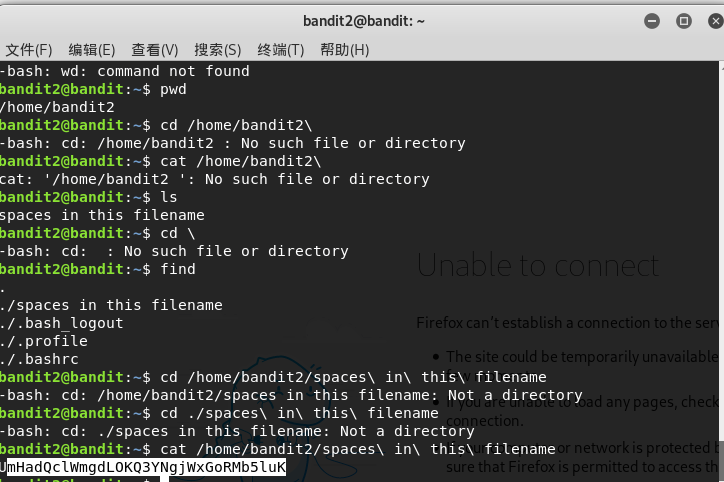 bandit2@bandit: ~
文件(F) 编辑(E) 查看(V) 搜索(S) 终端(T) 帮助(H)
-bash: wd: command not found
bandit2@bandit:~$ pwd
/home/bandit2
bandit2@bandit:~$ cd /home/bandit2\
-bash: cd: /home/bandit2 : No such file or directory
bandit2@bandit:~$ cat /home/bandit2\
cat: '/home/bandit2 ': No such file or directory
bandit2@bandit:~$ ls
spaces in this filename
bandit2@bandit:~$ cd \
-bash: cd:  : No such file or directory
bandit2@bandit:~$ find
.
./spaces in this filename
./.bash_logout
./.profile
./.bashrc
bandit2@bandit:~$ cd /home/bandit2/spaces\ in\ this\ filename
-bash: cd: /home/bandit2/spaces in this filename: Not a directory
bandit2@bandit:~$ cd ./spaces\ in\ this\ filename
-bash: cd: ./spaces in this filename: Not a directory
bandit2@bandit:~$ cat /home/bandit2/spaces\ in\ this\ filename
UmHadQclWmgdLOKQ3YNgjWxGoRMb5luK
Unable to connect
Firefox can't establish a connection to the serv
The site could be temporarily unavailable
few
If you are unable to load any pages, check
connection.
or network is protected b
sure that Firefox is permitted to access th